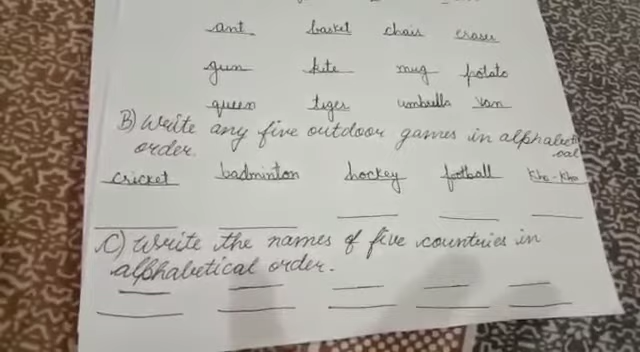 ant basket chair eraser
gun kite mug potato
queen tiger umbrella van
B) Write any five outdoor games in alphabetical
order.
cricket badminton hockey football Kho-Kho
C) Write the names of five countries in
alphabetical order.